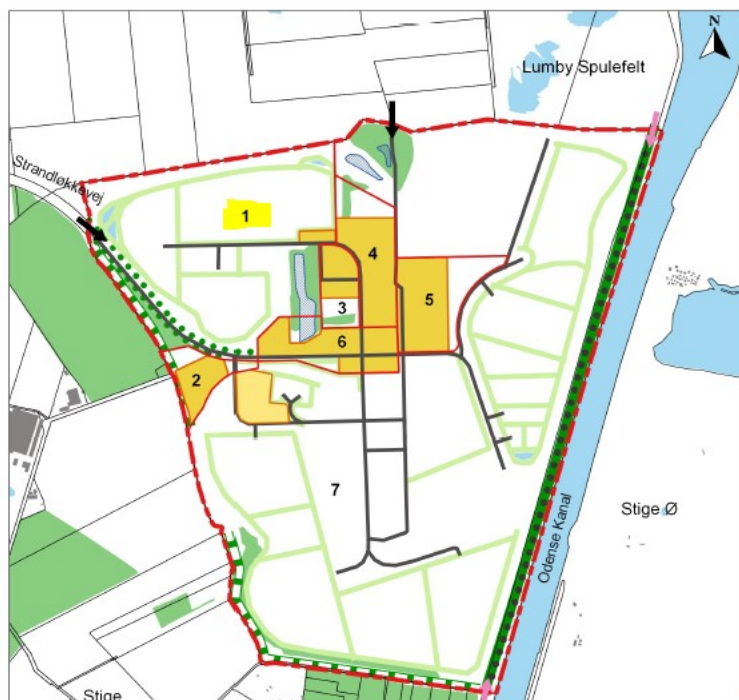 N
Lumby Spulefelt
Strandløkkevej
1
4
5
3
6
2
7
Stige Ø
Odense Kanal
Stige